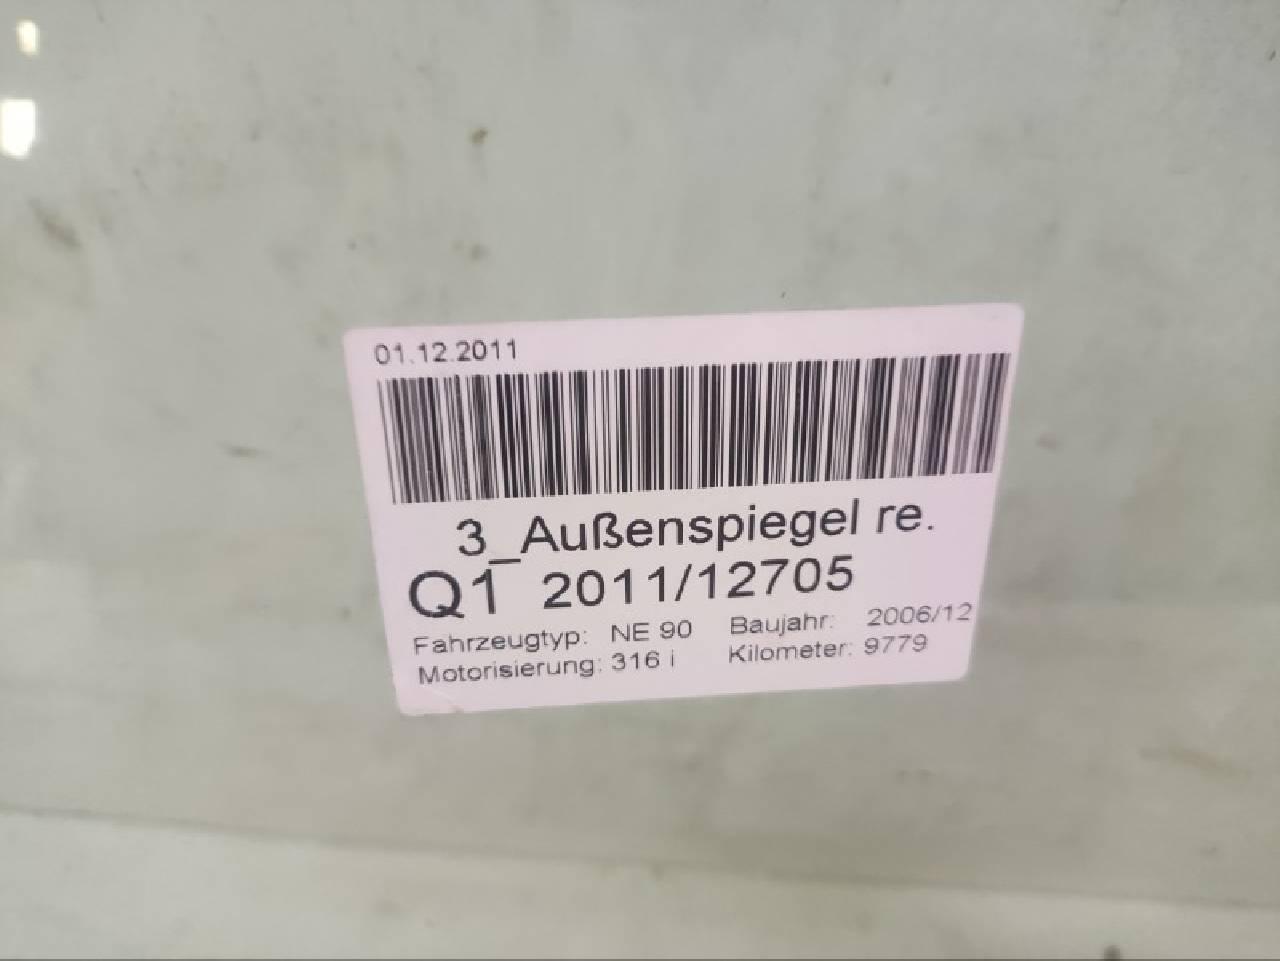 01.12.2011
3_Außenspiegel re.
Q1 2011/12705
Fahrzeugtyp: NE 90 Baujahr: 2006/12
Motorisierung: 316 i Kilometer: 9779